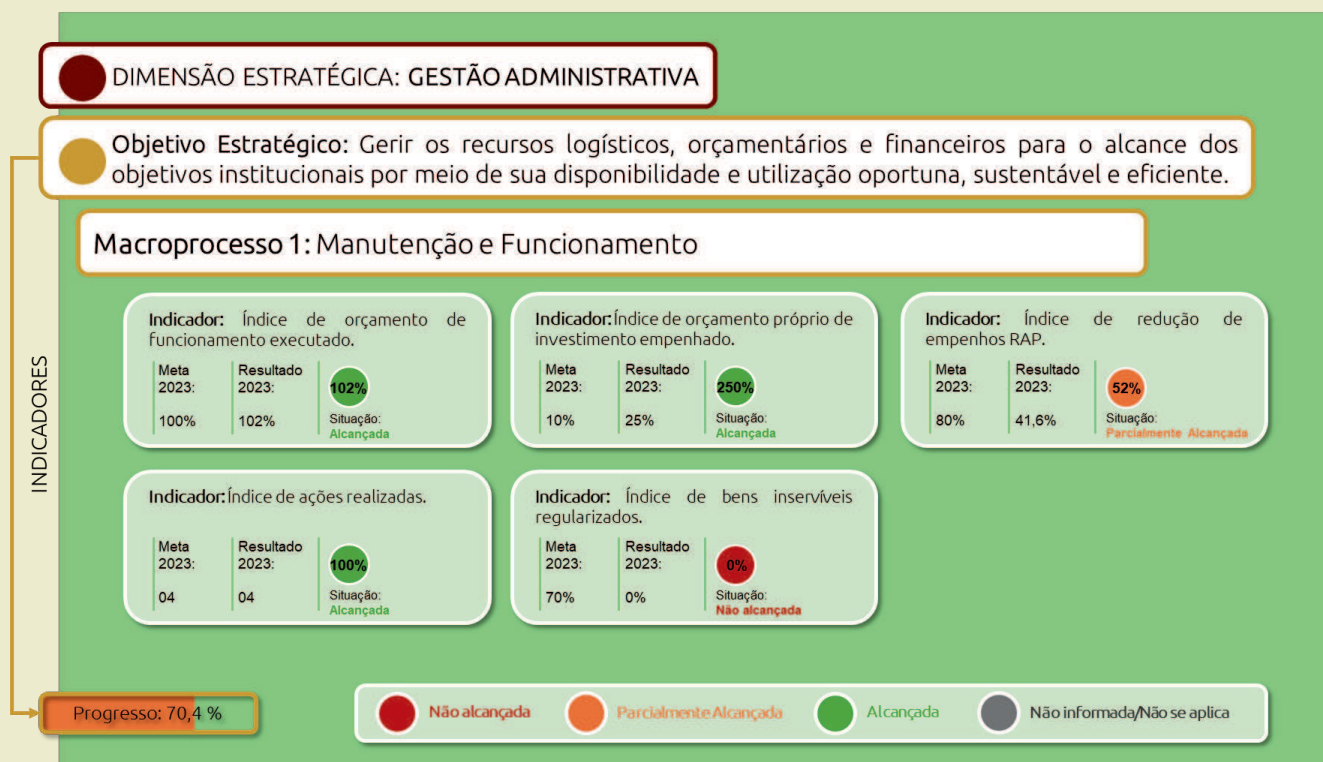 DIMENSÃO ESTRATÉGICA: GESTÃO ADMINISTRATIVA
Objetivo Estratégico: Gerir os recursos logísticos, orçamentários e financeiros para o alcance dos
objetivos institucionais por meio de sua disponibilidade e utilização oportuna, sustentável e eficiente.
Macroprocesso 1: Manutenção e Funcionamento
INDICADORES
Indicador: Índice de orçamento de
funcionamento executado.
Meta
2023:
100%
Resultado
2023:
102%
102%
Situação:
Alcançada
Indicador: Índice de orçamento próprio de
investimento empenhado.
Meta
2023:
10%
Resultado
2023:
25%
250%
Situação:
Alcançada
Indicador: Índice de redução de
empenhos RAP.
Meta
2023:
80%
Resultado
2023:
41,6%
52%
Situação:
Parcialmente Alcançada
Indicador: Índice de ações realizadas.
Meta
2023:
04
Resultado
2023:
04
100%
Situação:
Alcançada
Indicador: Índice de bens inservíveis
regularizados.
Meta
2023:
70%
Resultado
2023:
0%
0%
Situação:
Não alcançada
Progresso: 70,4 %
Não alcançada
Parcialmente Alcançada
Alcançada
Não informada/Não se aplica